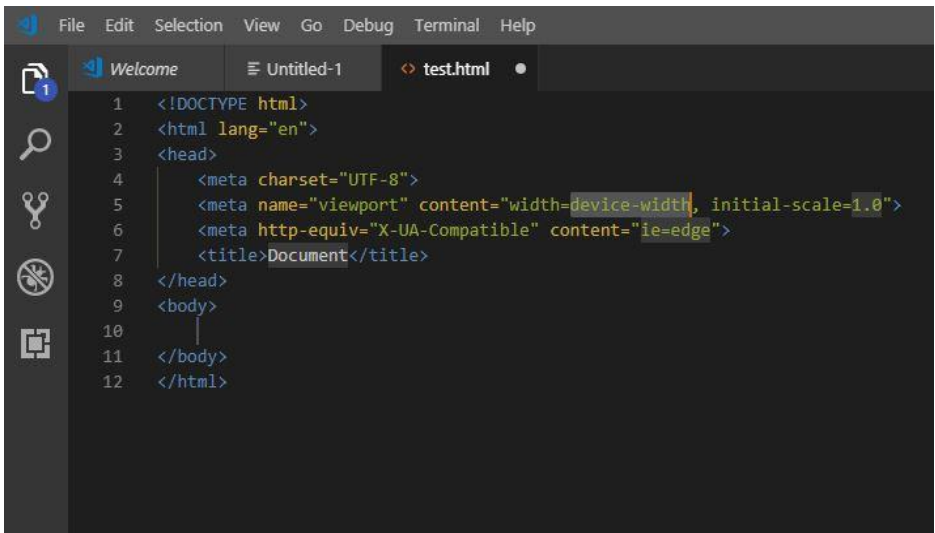 File Edit Selection View Go Debug Terminal Help
Welcome Untitled-1 test.html
1
1 <!DOCTYPE html>
2 <html lang="en">
3 <head>
4 <meta charset="UTF-8">
5 <meta name="viewport" content="width=device-width, initial-scale=1.0">
6 <meta http-equiv="X-UA-Compatible" content="ie=edge">
7 <title>Document</title>
8 </head>
9 <body>
10
11 </body>
12 </html>